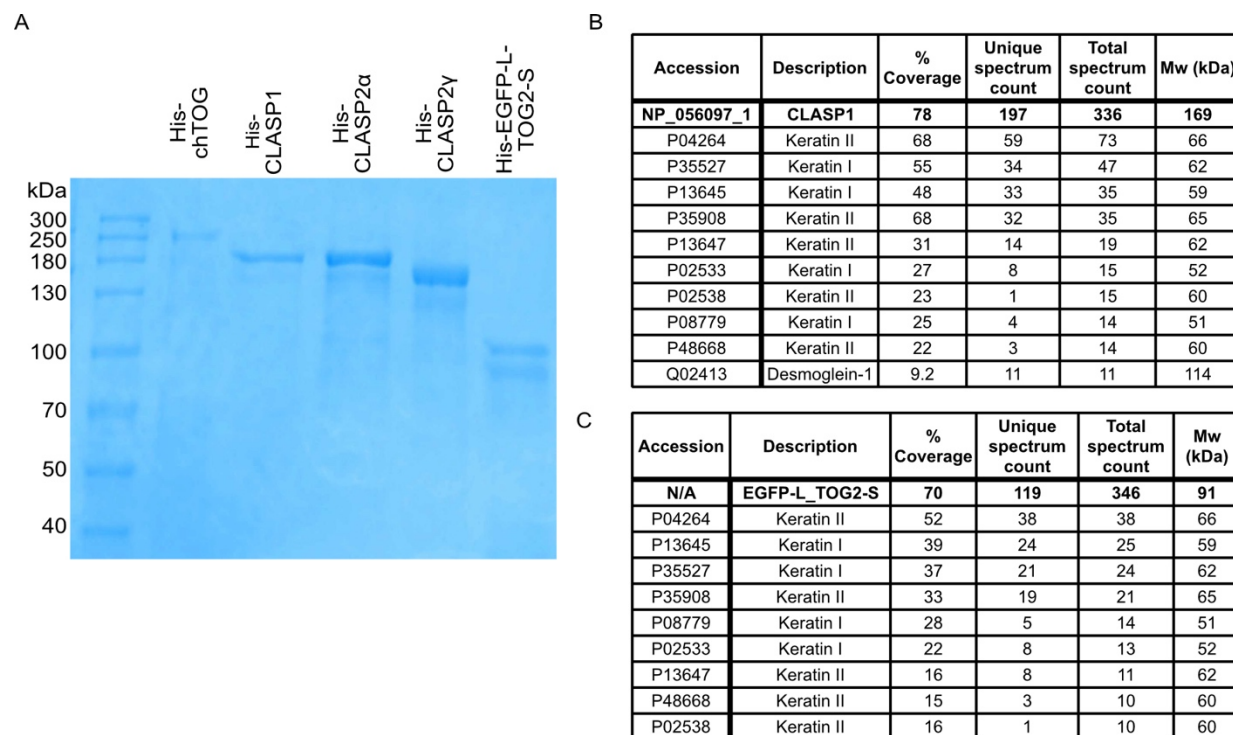 A
His-
chTOG
His-
CLASP1
His-
CLASP2α
His-
CLASP2γ
His-EGFP-L-
TOG2-S
kDa
300
250
180
130
100
70
50
40
B
Accession Description % Coverage Unique spectrum count Total spectrum count Mw (kDa)
NP_056097_1 CLASP1 78 197 336 169
P04264 Keratin II 68 59 73 66
P35527 Keratin I 55 34 47 62
P13645 Keratin I 48 33 35 59
P35908 Keratin II 68 32 35 65
P13647 Keratin II 31 14 19 62
P02533 Keratin I 27 8 15 52
P02538 Keratin II 23 1 15 60
P08779 Keratin I 25 4 14 51
P48668 Keratin II 22 3 14 60
Q02413 Desmoglein-1 9.2 11 11 114
C
Accession Description % Coverage Unique spectrum count Total spectrum count Mw (kDa)
N/A EGFP-L_TOG2-S 70 119 346 91
P04264 Keratin II 52 38 38 66
P13645 Keratin I 39 24 25 59
P35527 Keratin I 37 21 24 62
P35908 Keratin II 33 19 21 65
P08779 Keratin I 28 5 14 51
P02533 Keratin I 22 8 13 52
P13647 Keratin II 16 8 11 62
P48668 Keratin II 15 3 10 60
P02538 Keratin II 16 1 10 60